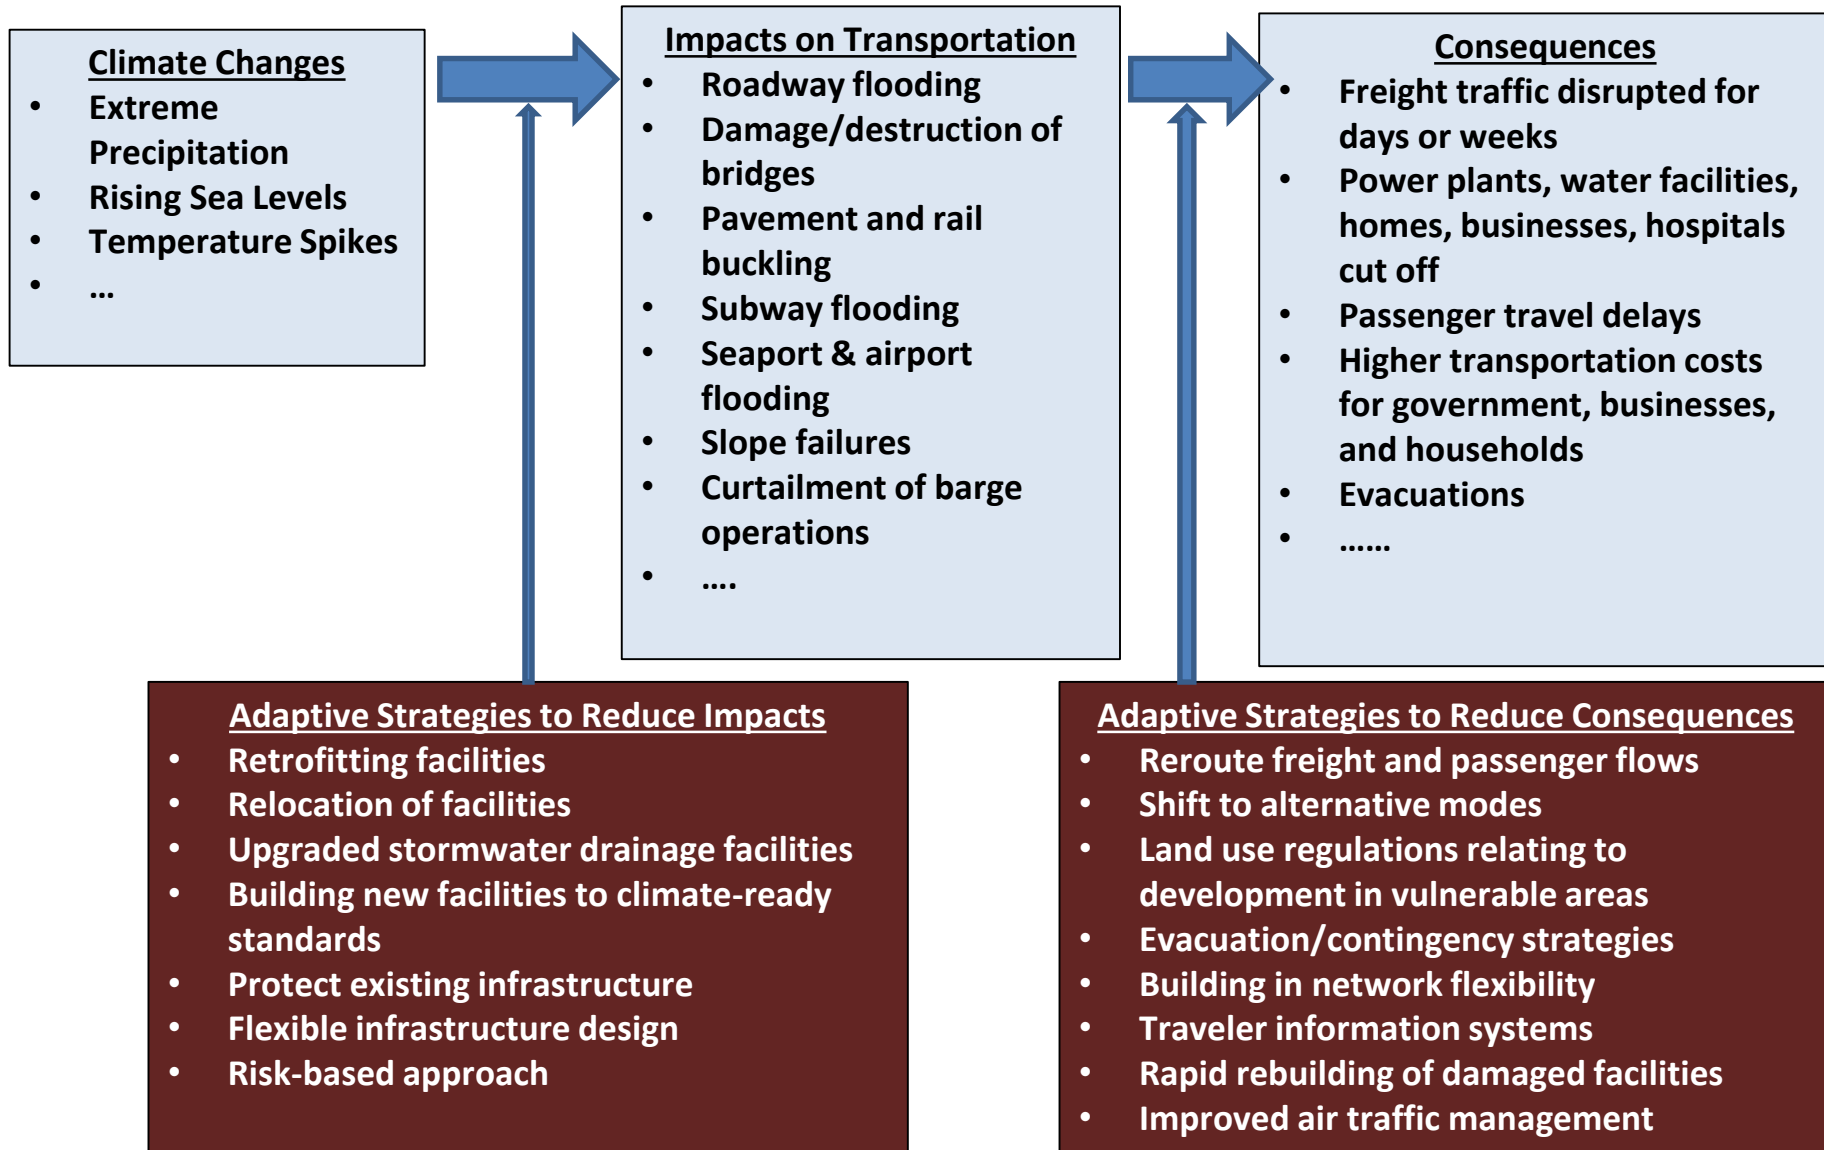 Climate Changes
• Extreme
Precipitation
• Rising Sea Levels
• Temperature Spikes
• ...
Impacts on Transportation
• Roadway flooding
• Damage/destruction of
bridges
• Pavement and rail
buckling
• Subway flooding
• Seaport & airport
flooding
• Slope failures
• Curtailment of barge
operations
• ....
Consequences
• Freight traffic disrupted for
days or weeks
• Power plants, water facilities,
homes, businesses, hospitals
cut off
• Passenger travel delays
• Higher transportation costs
for government, businesses,
and households
• Evacuations
• ......
Adaptive Strategies to Reduce Impacts
• Retrofitting facilities
• Relocation of facilities
• Upgraded stormwater drainage facilities
• Building new facilities to climate-ready
standards
• Protect existing infrastructure
• Flexible infrastructure design
• Risk-based approach
Adaptive Strategies to Reduce Consequences
• Reroute freight and passenger flows
• Shift to alternative modes
• Land use regulations relating to
development in vulnerable areas
• Evacuation/contingency strategies
• Building in network flexibility
• Traveler information systems
• Rapid rebuilding of damaged facilities
• Improved air traffic management